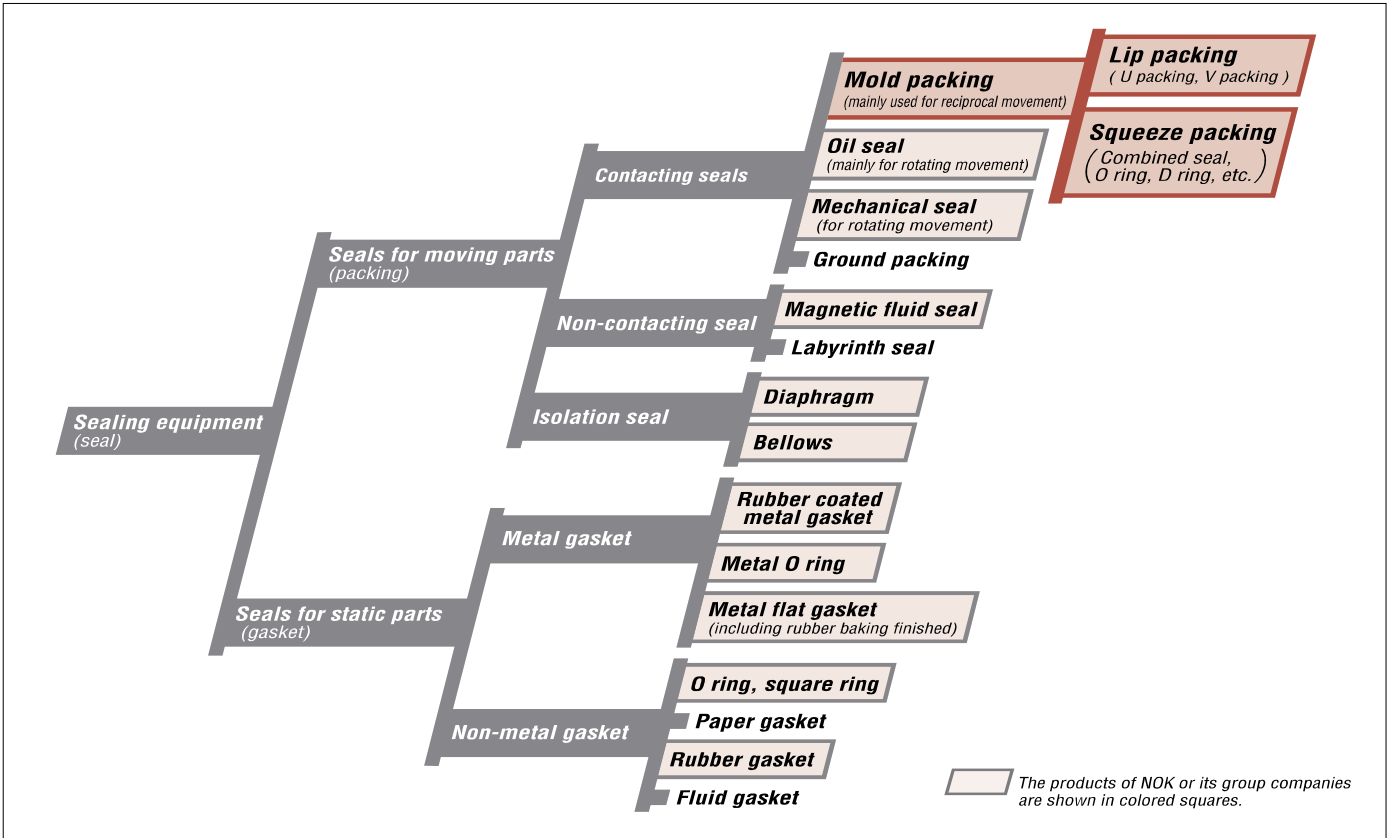 Sealing equipment
(seal)
Seals for moving parts
(packing)
Contacting seals
Mold packing
(mainly used for reciprocal movement)
Lip packing
( U packing, V packing )
Squeeze packing
(Combined seal,
O ring, D ring, etc.)
Oil seal
(mainly for rotating movement)
Mechanical seal
(for rotating movement)
Ground packing
Non-contacting seal
Magnetic fluid seal
Labyrinth seal
Isolation seal
Diaphragm
Bellows
Seals for static parts
(gasket)
Metal gasket
Rubber coated
metal gasket
Metal O ring
Metal flat gasket
(including rubber baking finished)
Non-metal gasket
O ring, square ring
Paper gasket
Rubber gasket
Fluid gasket
The products of NOK or its group companies
are shown in colored squares.